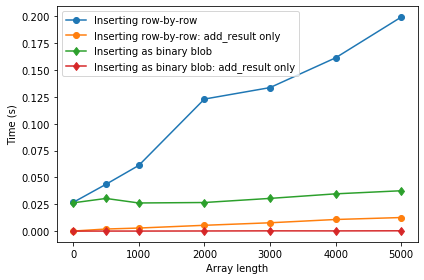 Inserting row-by-row
Inserting row-by-row: add_result only
Inserting as binary blob
Inserting as binary blob: add_result only
Time (s)
0.200
0.175
0.150
0.125
0.100
0.075
0.050
0.025
0.000
0 1000 2000 3000 4000 5000
Array length